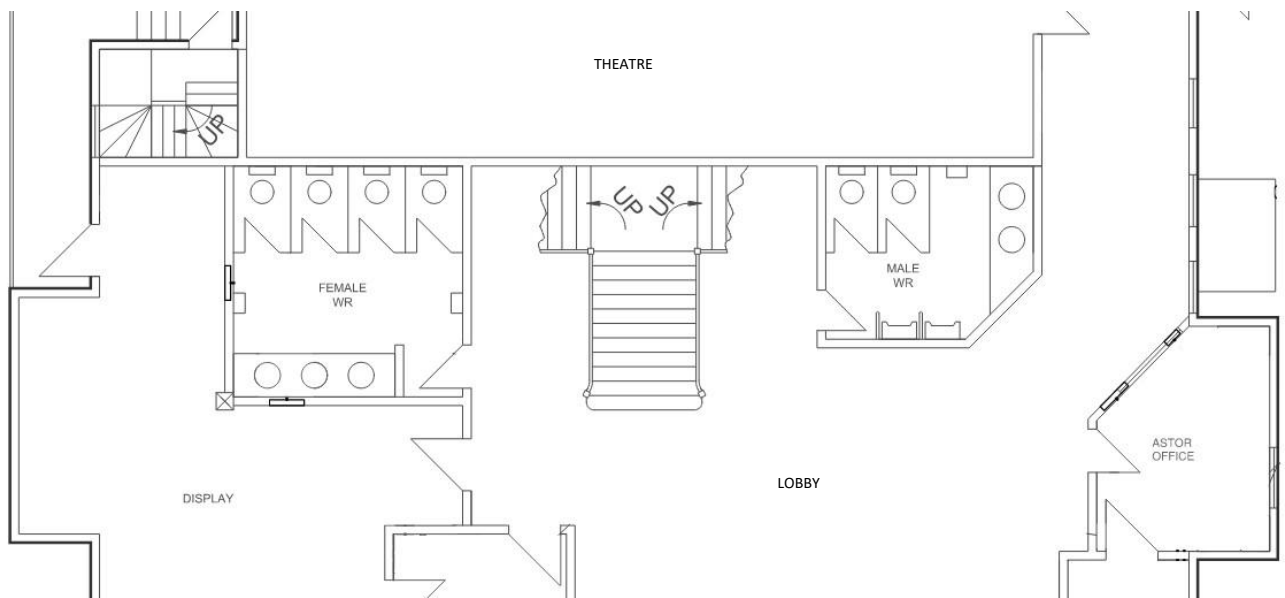 THEATRE
UP
UP
UP
FEMALE
WR
MALE
WR
ASTOR
OFFICE
LOBBY
DISPLAY